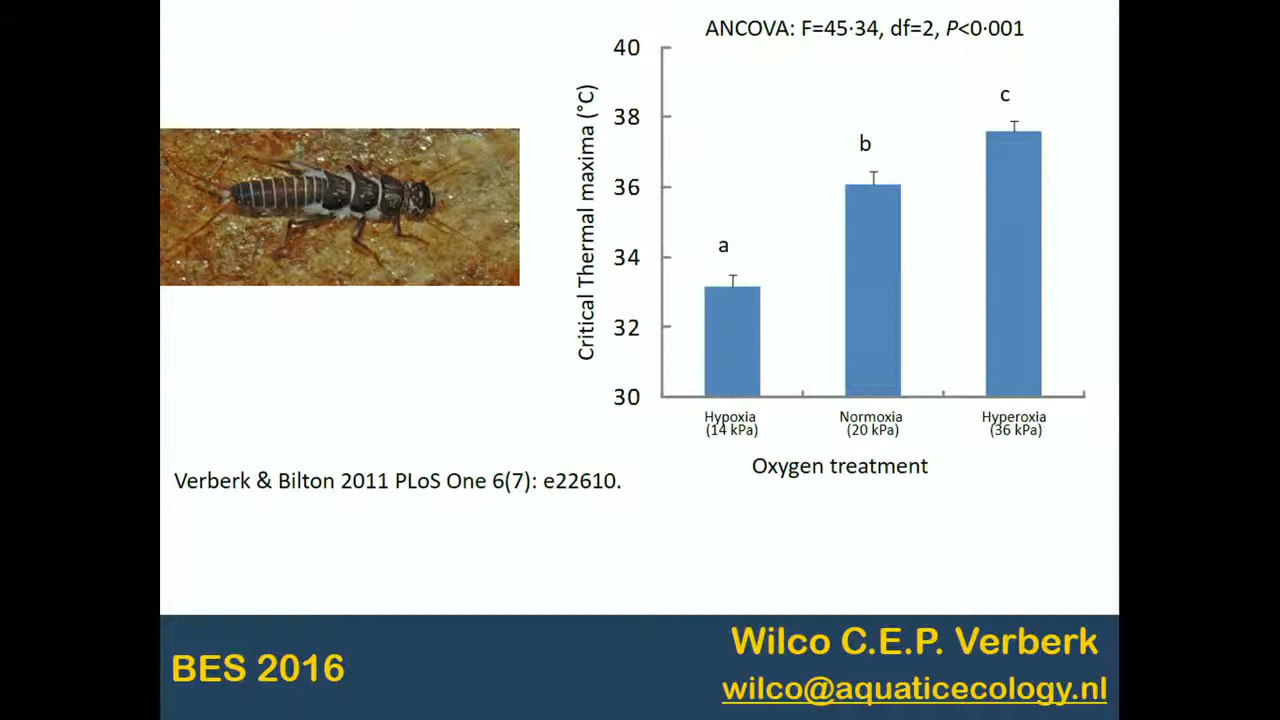 ANCOVA: F=45·34, df=2, P<0·001
Critical Thermal maxima (°C)
40
38
36
34
32
30
a
b
c
Hypoxia
(14 kPa)
Normoxia
(20 kPa)
Hyperoxia
(36 kPa)
Oxygen treatment
Verberk & Bilton 2011 PLoS One 6(7): e22610.
BES 2016
Wilco C.E.P. Verberk
wilco@aquaticecology.nl